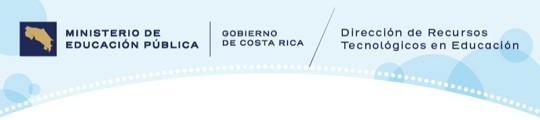 MINISTERIO DE
EDUCACIÓN PÚBLICA
GOBIERNO
DE COSTA RICA
Dirección de Recursos
Tecnológicos en Educación